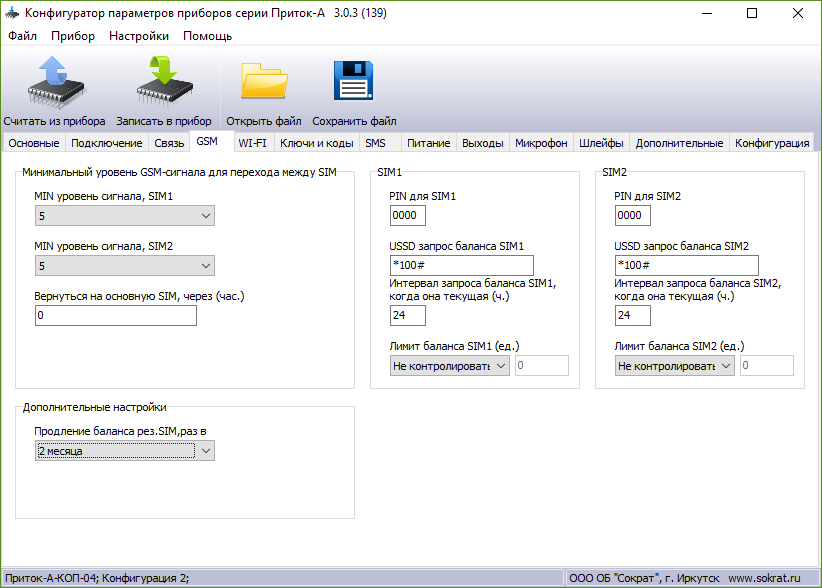 Конфигуратор параметров приборов серии Приток-А 3.0.3 (139)
Файл Прибор Настройки Помощь
Считать из прибора Записать в прибор Открыть файл Сохранить файл
Основные Подключение Связь GSM WI-FI Ключи и коды SMS Питание Выходы Микрофон Шлейфы Дополнительные Конфигурация
Минимальный уровень GSM-сигнала для перехода между SIM
MIN уровень сигнала, SIM1
5
MIN уровень сигнала, SIM2
5
Вернуться на основную SIM, через (час.)
0
SIM1
PIN для SIM1
0000
USSD запрос баланса SIM1
*100#
Интервал запроса баланса SIM1,
когда она текущая (ч.)
24
Лимит баланса SIM1 (ед.)
Не контролировать 0
SIM2
PIN для SIM2
0000
USSD запрос баланса SIM2
*100#
Интервал запроса баланса SIM2,
когда она текущая (ч.)
24
Лимит баланса SIM2 (ед.)
Не контролировать 0
Дополнительные настройки
Продление баланса рез.SIM,раз в
2 месяца
Приток-А-КОП-04; Конфигурация 2;
ООО ОБ "Сократ", г. Иркутск www.sokrat.ru